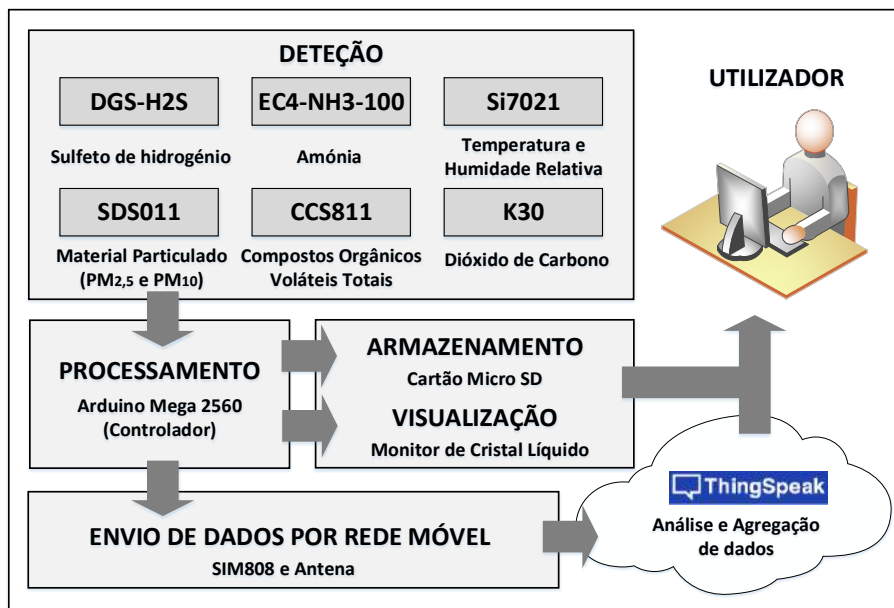 DETEÇÃO
DGS-H2S
EC4-NH3-100
Si7021
Sulfeto de hidrogénio
Amónia
Temperatura e
Humidade Relativa
SDS011
CCS811
K30
Material Particulado
(PM2,5 e PM10)
Compostos Orgânicos
Voláteis Totais
Dióxido de Carbono
UTILIZADOR
PROCESSAMENTO
Arduino Mega 2560
(Controlador)
ARMAZENAMENTO
Cartão Micro SD
VISUALIZAÇÃO
Monitor de Cristal Líquido
ENVIO DE DADOS POR REDE MÓVEL
SIM808 e Antena
ThingSpeak
Análise e Agregação
de dados